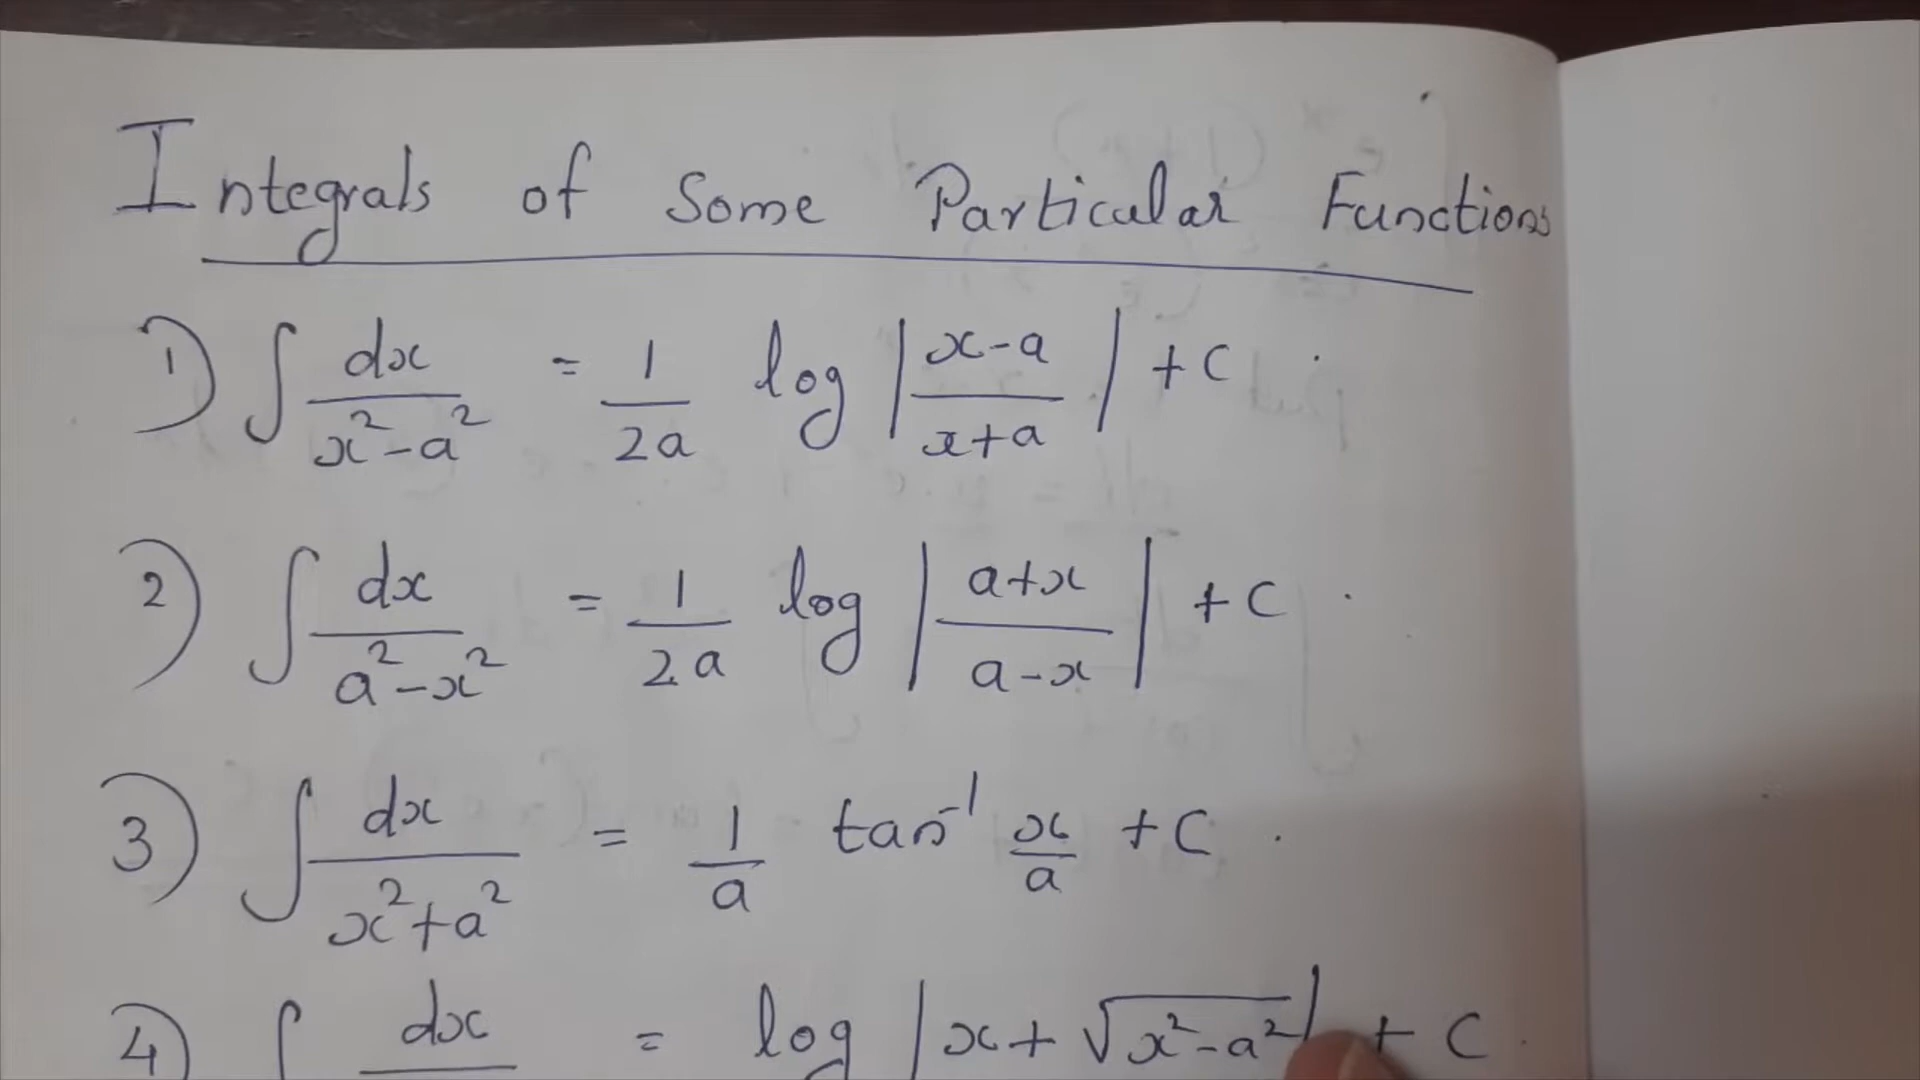 Integrals of Some Particular Functions
1) ∫ dx / x² - a² = 1 / 2a log | x-a / x+a | + C .
2) ∫ dx / a² - x² = 1 / 2a log | a+x / a-x | + C .
3) ∫ dx / x² + a² = 1 / a tan⁻¹ x / a + C .
4) ∫ dx = log | x + √x² - a² | + C .